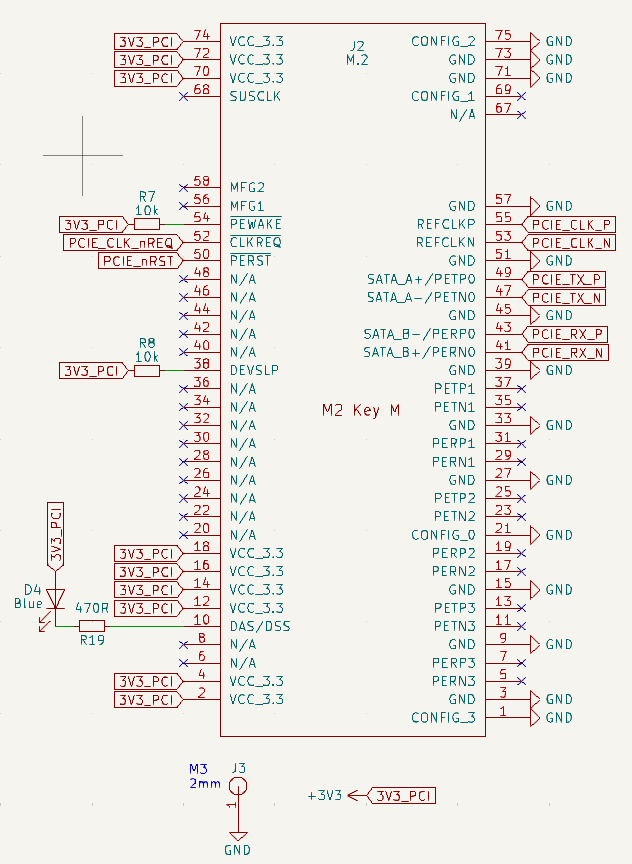 J2
M.2
3V3_PCI 74 VCC_3.3 CONFIG_2 75 GND
3V3_PCI 72 VCC_3.3 GND 73 GND
3V3_PCI 70 VCC_3.3 GND 71 GND
68 SUSCLK CONFIG_1 69
N/A 67
58 MFG2
R7
10k
56 MFG1 GND 57 GND
3V3_PCI 54 PEWAKE REFCLKP 55 PCIE_CLK_P
PCIE_CLK_nREQ 52 CLKREQ REFCLKN 53 PCIE_CLK_N
PCIE_nRST 50 PERST GND 51 GND
48 N/A SATA_A+/PETP0 49 PCIE_TX_P
46 N/A SATA_A-/PETN0 47 PCIE_TX_N
44 N/A GND 45 GND
42 N/A SATA_B-/PERP0 43 PCIE_RX_P
R8
10k
40 N/A SATA_B+/PERN0 41 PCIE_RX_N
3V3_PCI 38 DEVSLP GND 39 GND
36 N/A PETP1 37
34 N/A PETN1 35
M2 Key M
32 N/A GND 33 GND
30 N/A PERP1 31
28 N/A PERN1 29
26 N/A GND 27 GND
24 N/A PETP2 25
22 N/A PETN2 23
20 N/A CONFIG_0 21 GND
3V3_PCI
3V3_PCI 18 VCC_3.3 PERP2 19
3V3_PCI 16 VCC_3.3 PERN2 17
3V3_PCI 14 VCC_3.3 GND 15 GND
D4
Blue
3V3_PCI 12 VCC_3.3 PETP3 13
470R
R19
10 DAS/DSS PETN3 11
8 N/A GND 9 GND
6 N/A PERP3 7
3V3_PCI 4 VCC_3.3 PERN3 5
3V3_PCI 2 VCC_3.3 GND 3 GND
CONFIG_3 1 GND
M3 J3
2mm
1
GND
+3V3 3V3_PCI